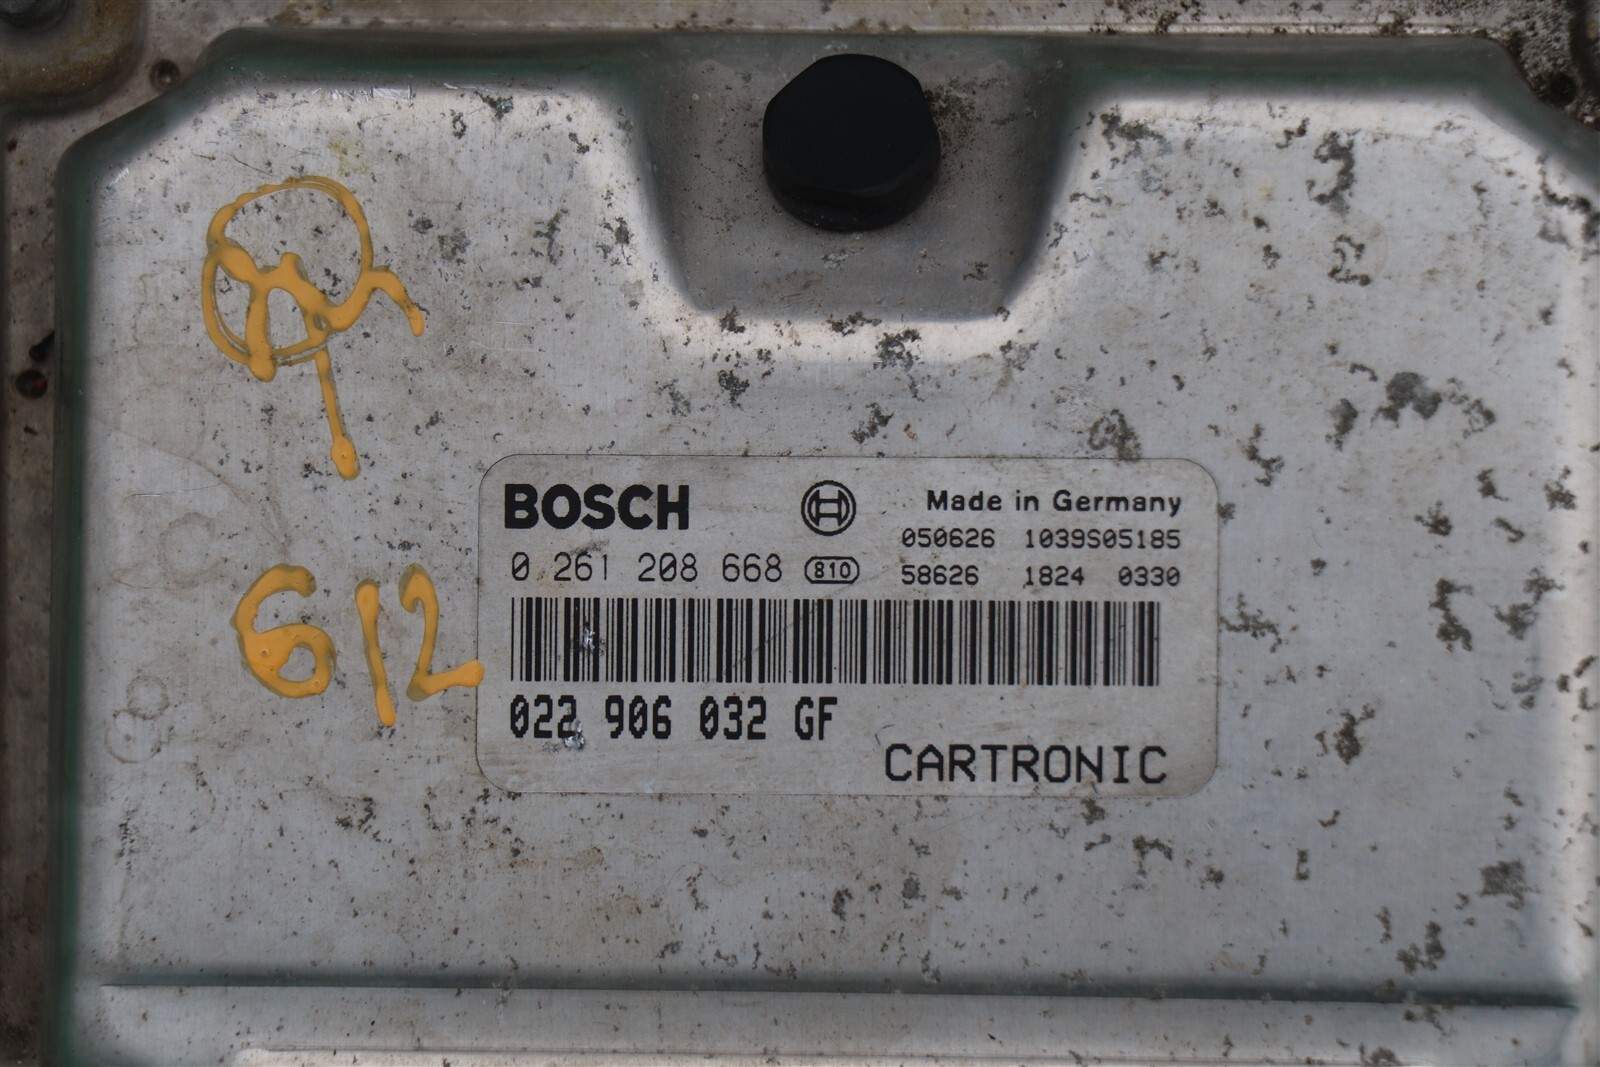 612
BOSCH
Made in Germany
050626 1039S05185
0 261 208 668 810
58626 1824 0330
022 906 032 GF
CARTRONIC